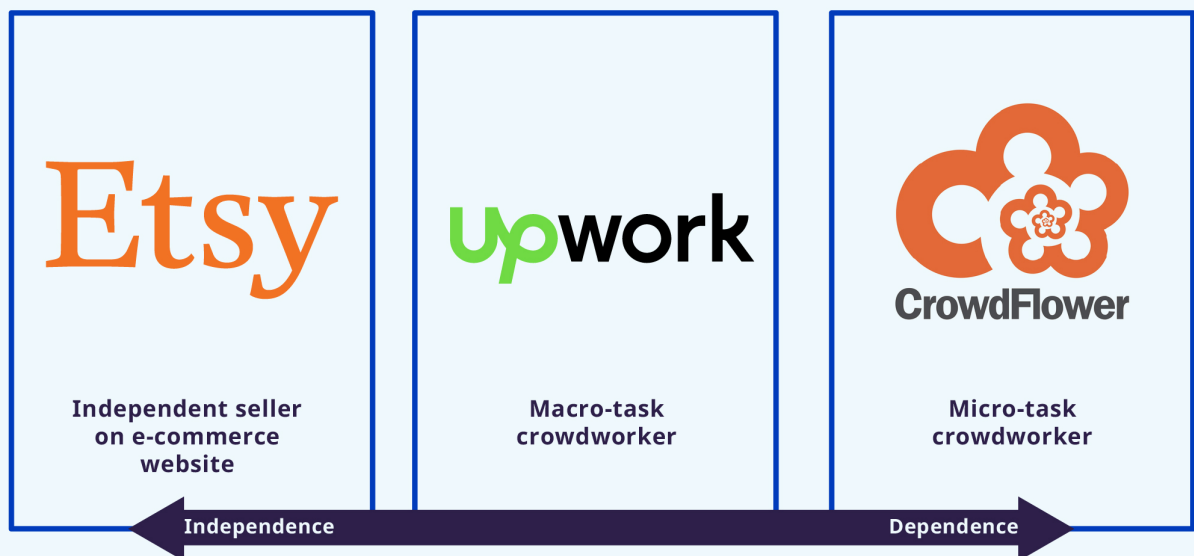 Etsy
Independent seller
on e-commerce
website
upwork
Macro-task
crowdworker
CrowdFlower
Micro-task
crowdworker
Independence
Dependence